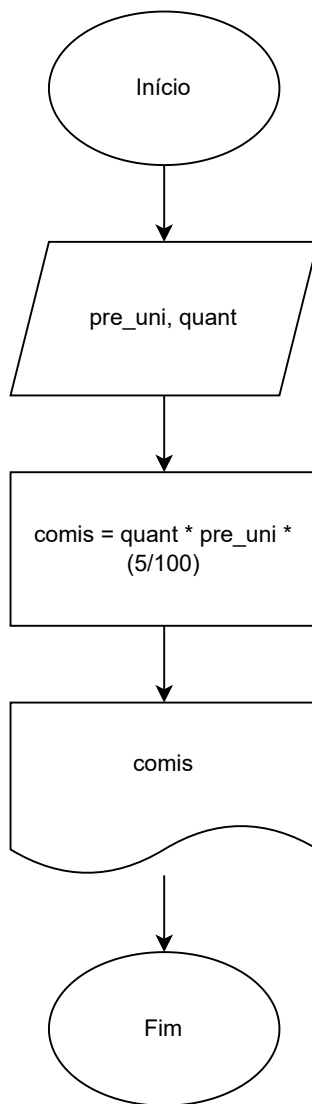 Início
pre_uni, quant
comis = quant * pre_uni *
(5/100)
comis
Fim